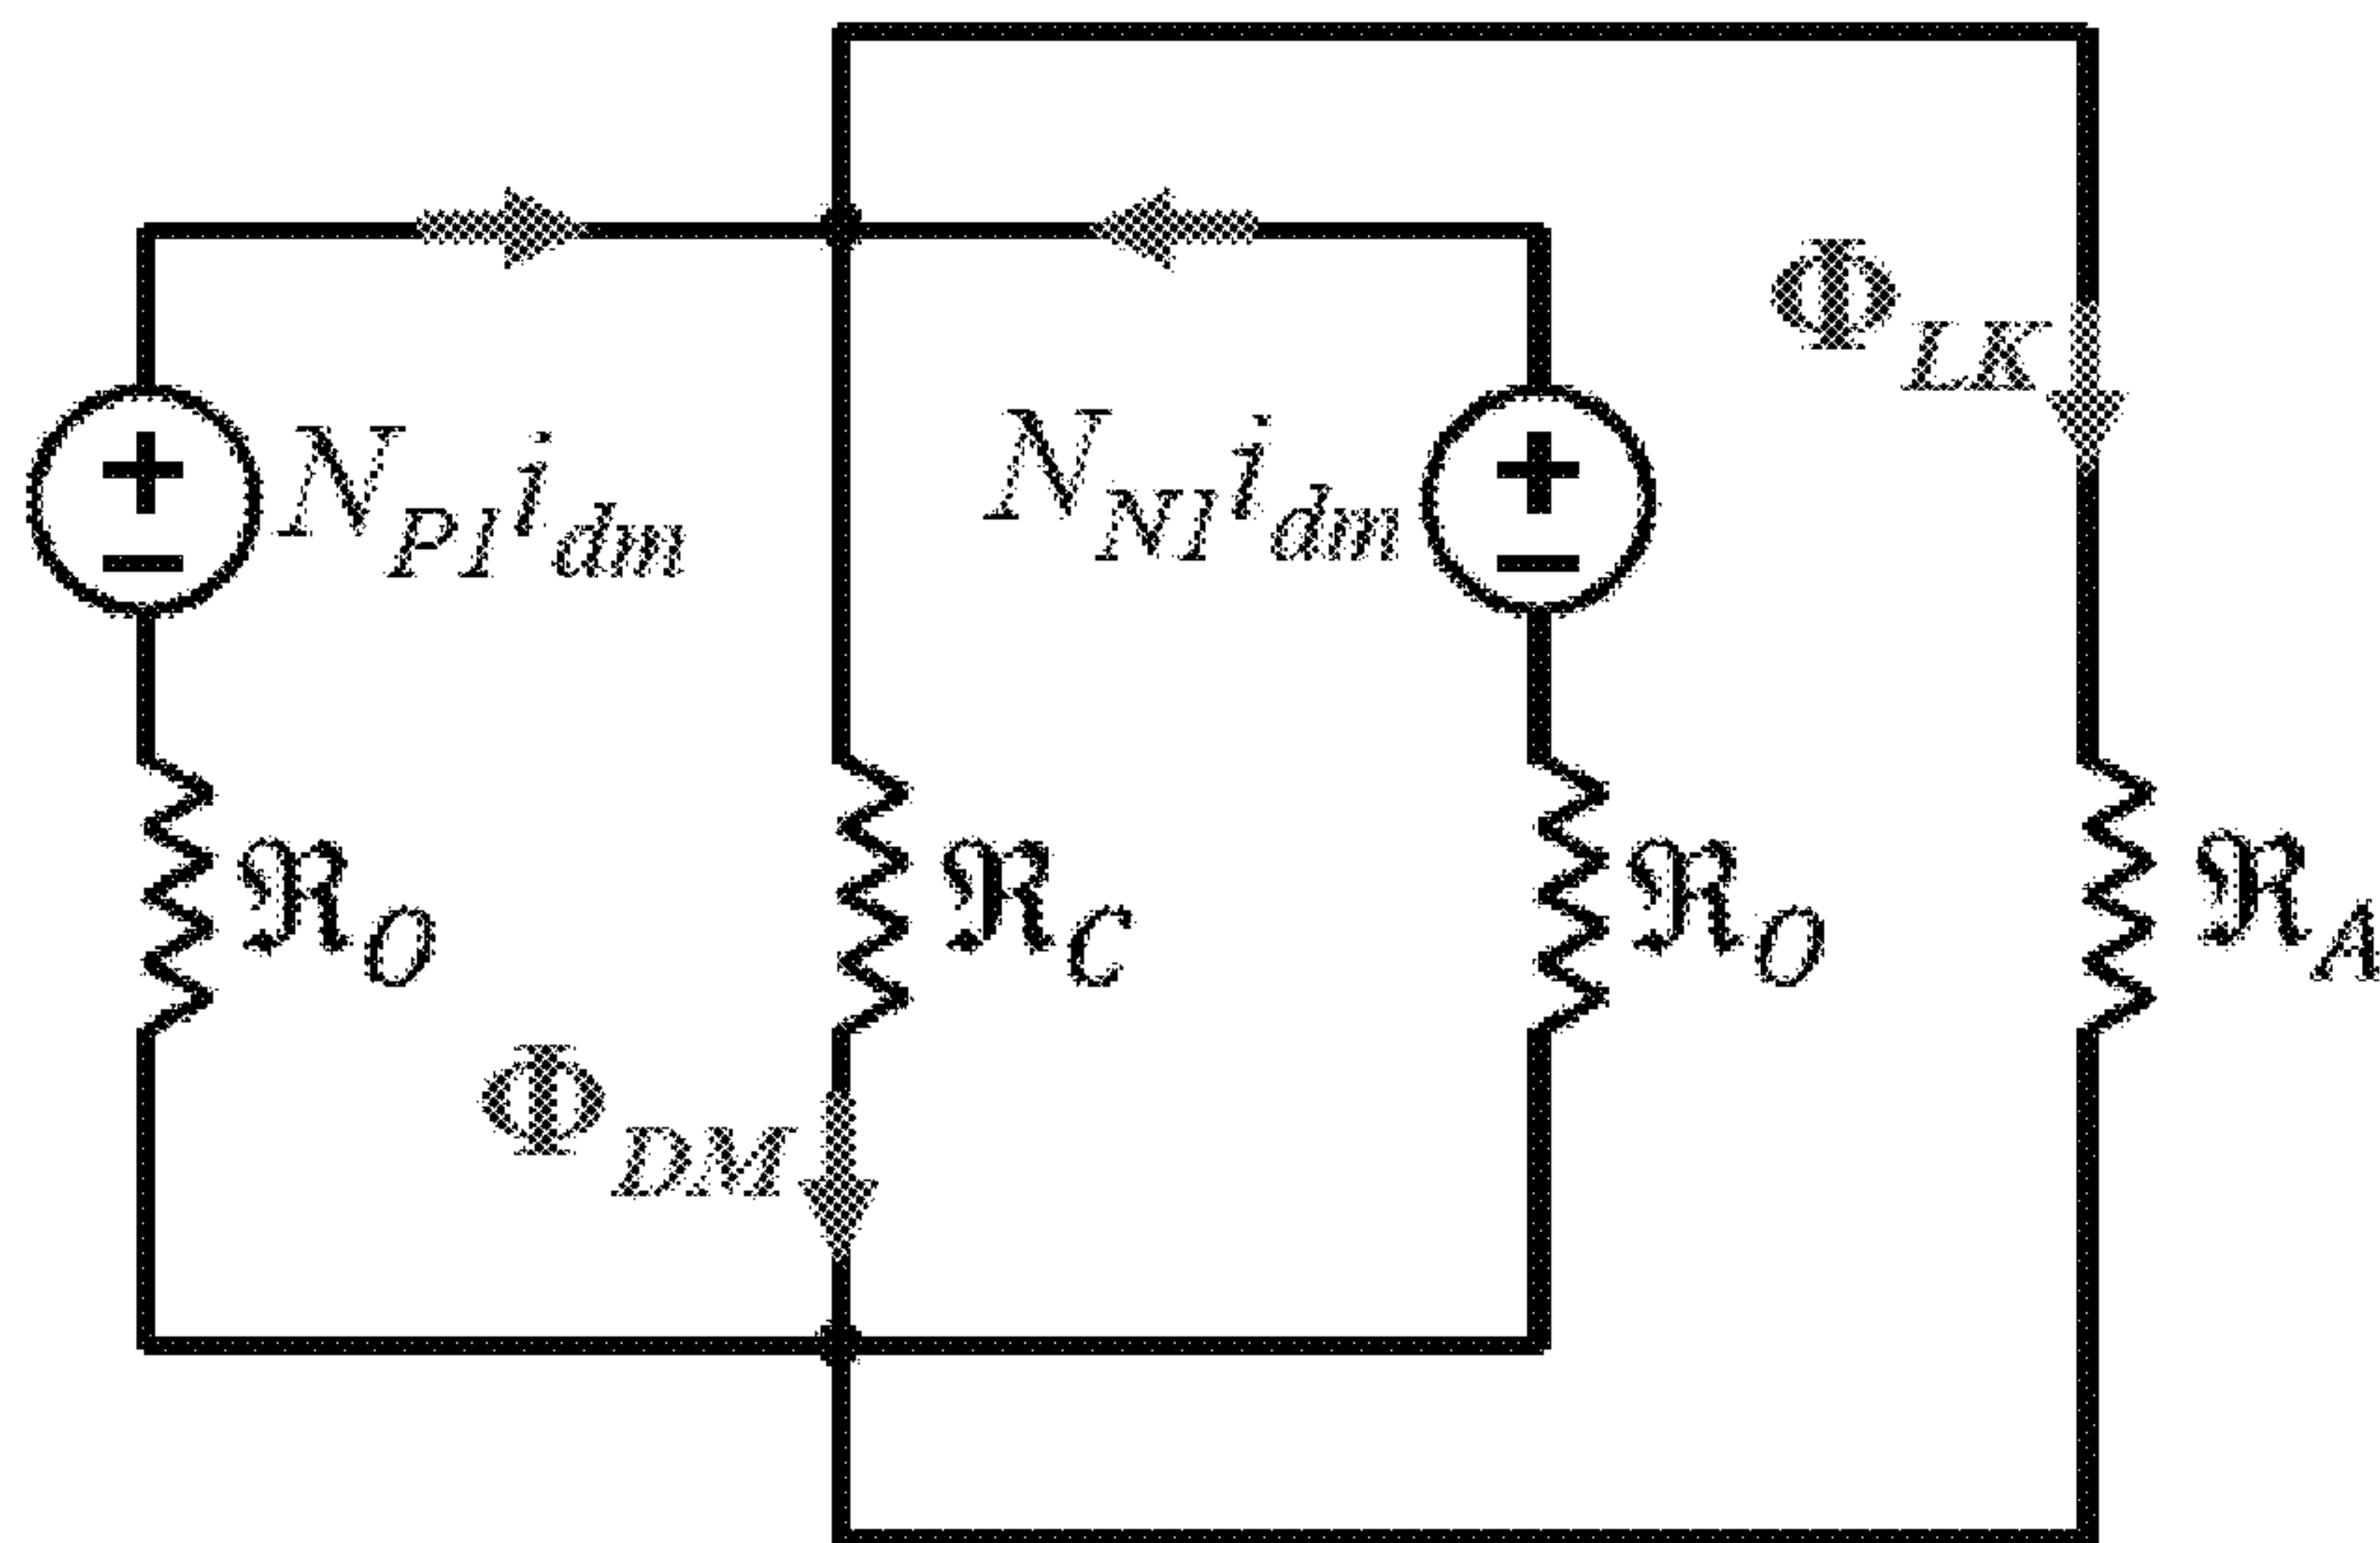 Φ_LK
+ N_PI i_dm −
N_NI i_dm + −
ℜ_O
ℜ_C
ℜ_O
ℜ_A
Φ_DM